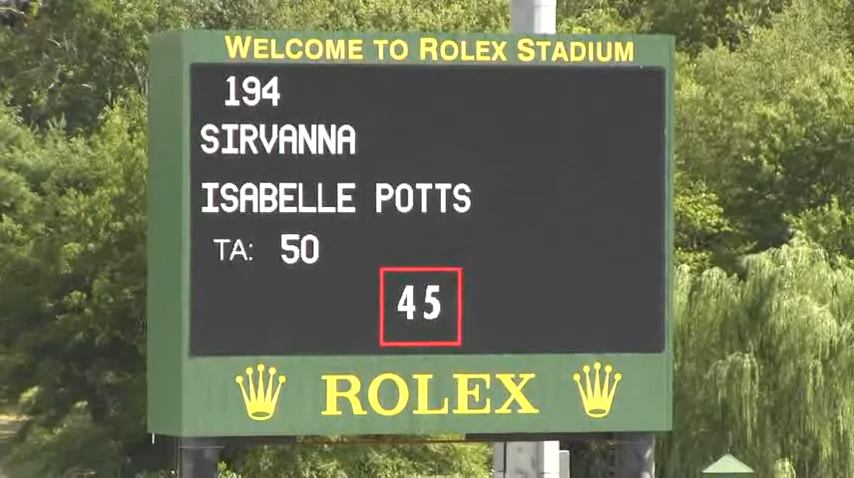 WELCOME TO ROLEX STADIUM
194
SIRVANNA
ISABELLE POTTS
TA: 50
45
ROLEX